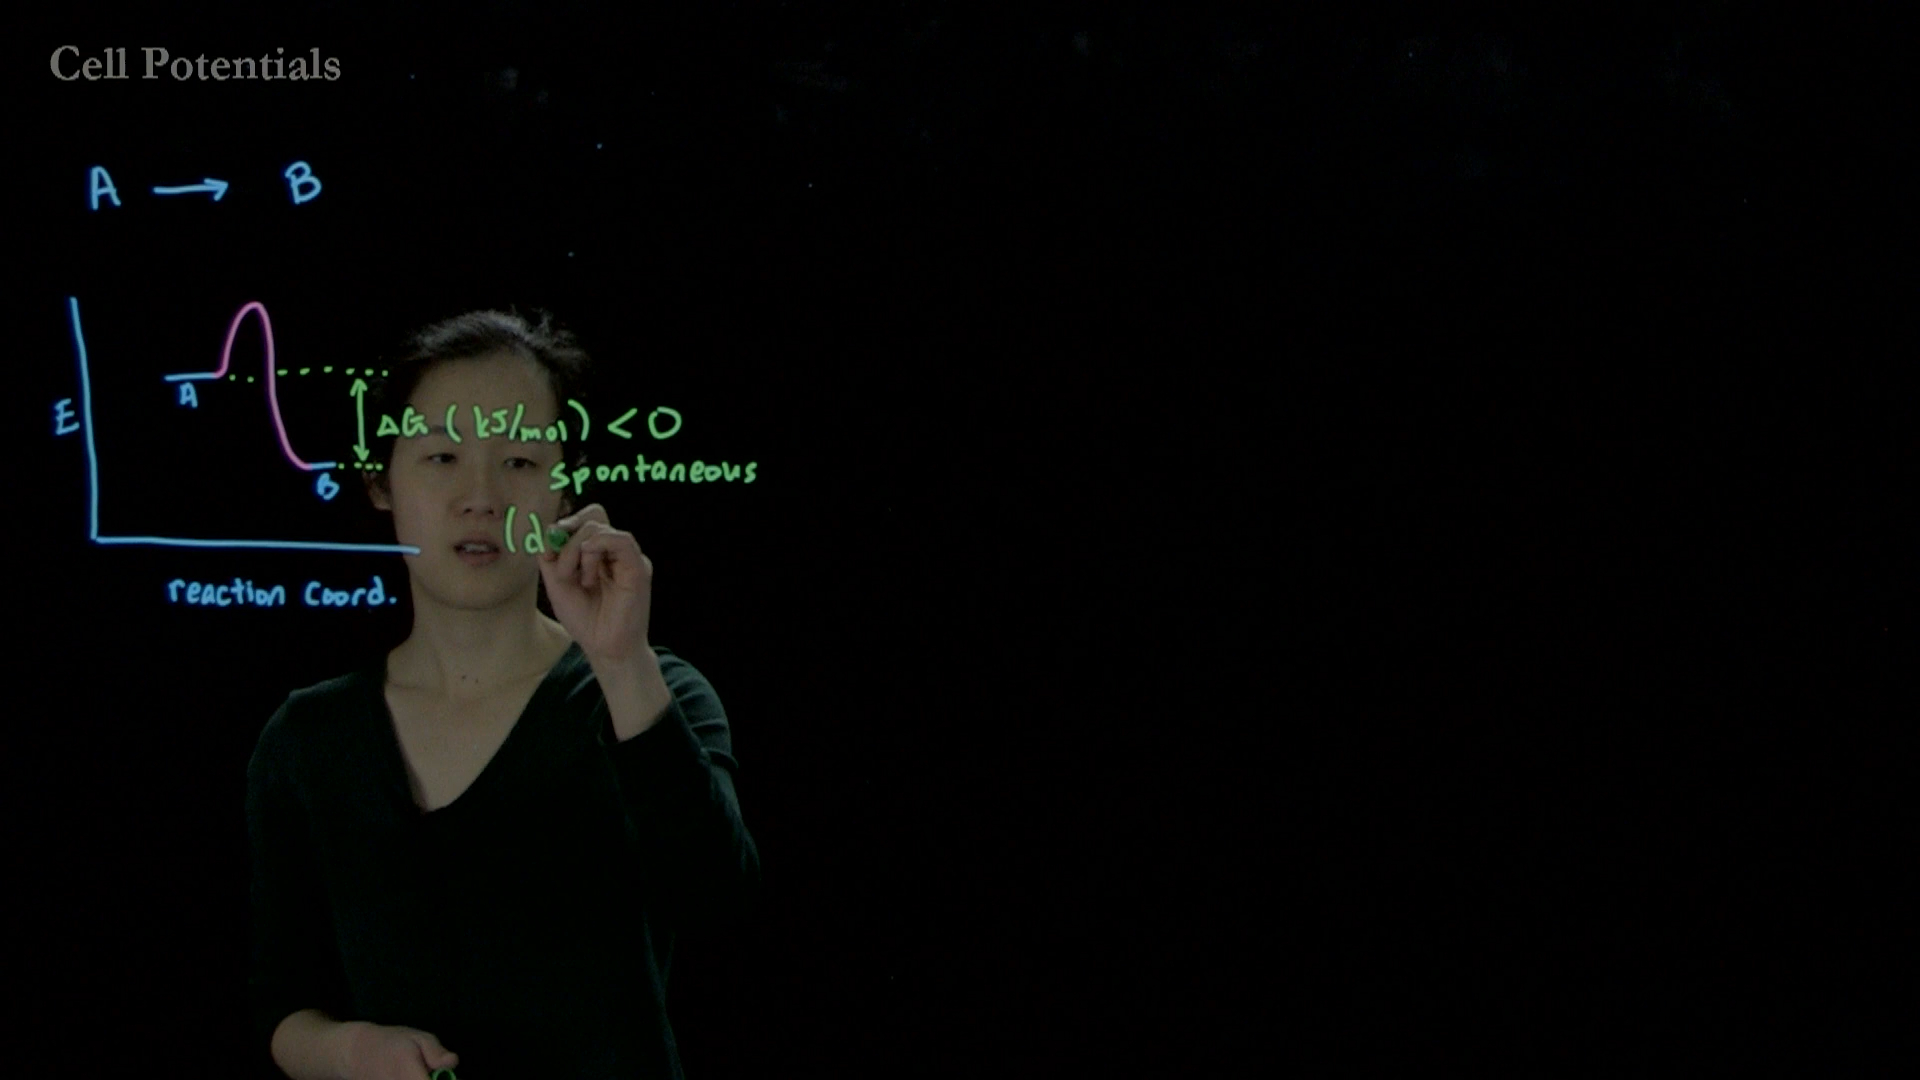 Cell Potentials
A → B
E
A
ΔG (kJ/mol) < 0
spontaneous
B
(d
reaction coord.